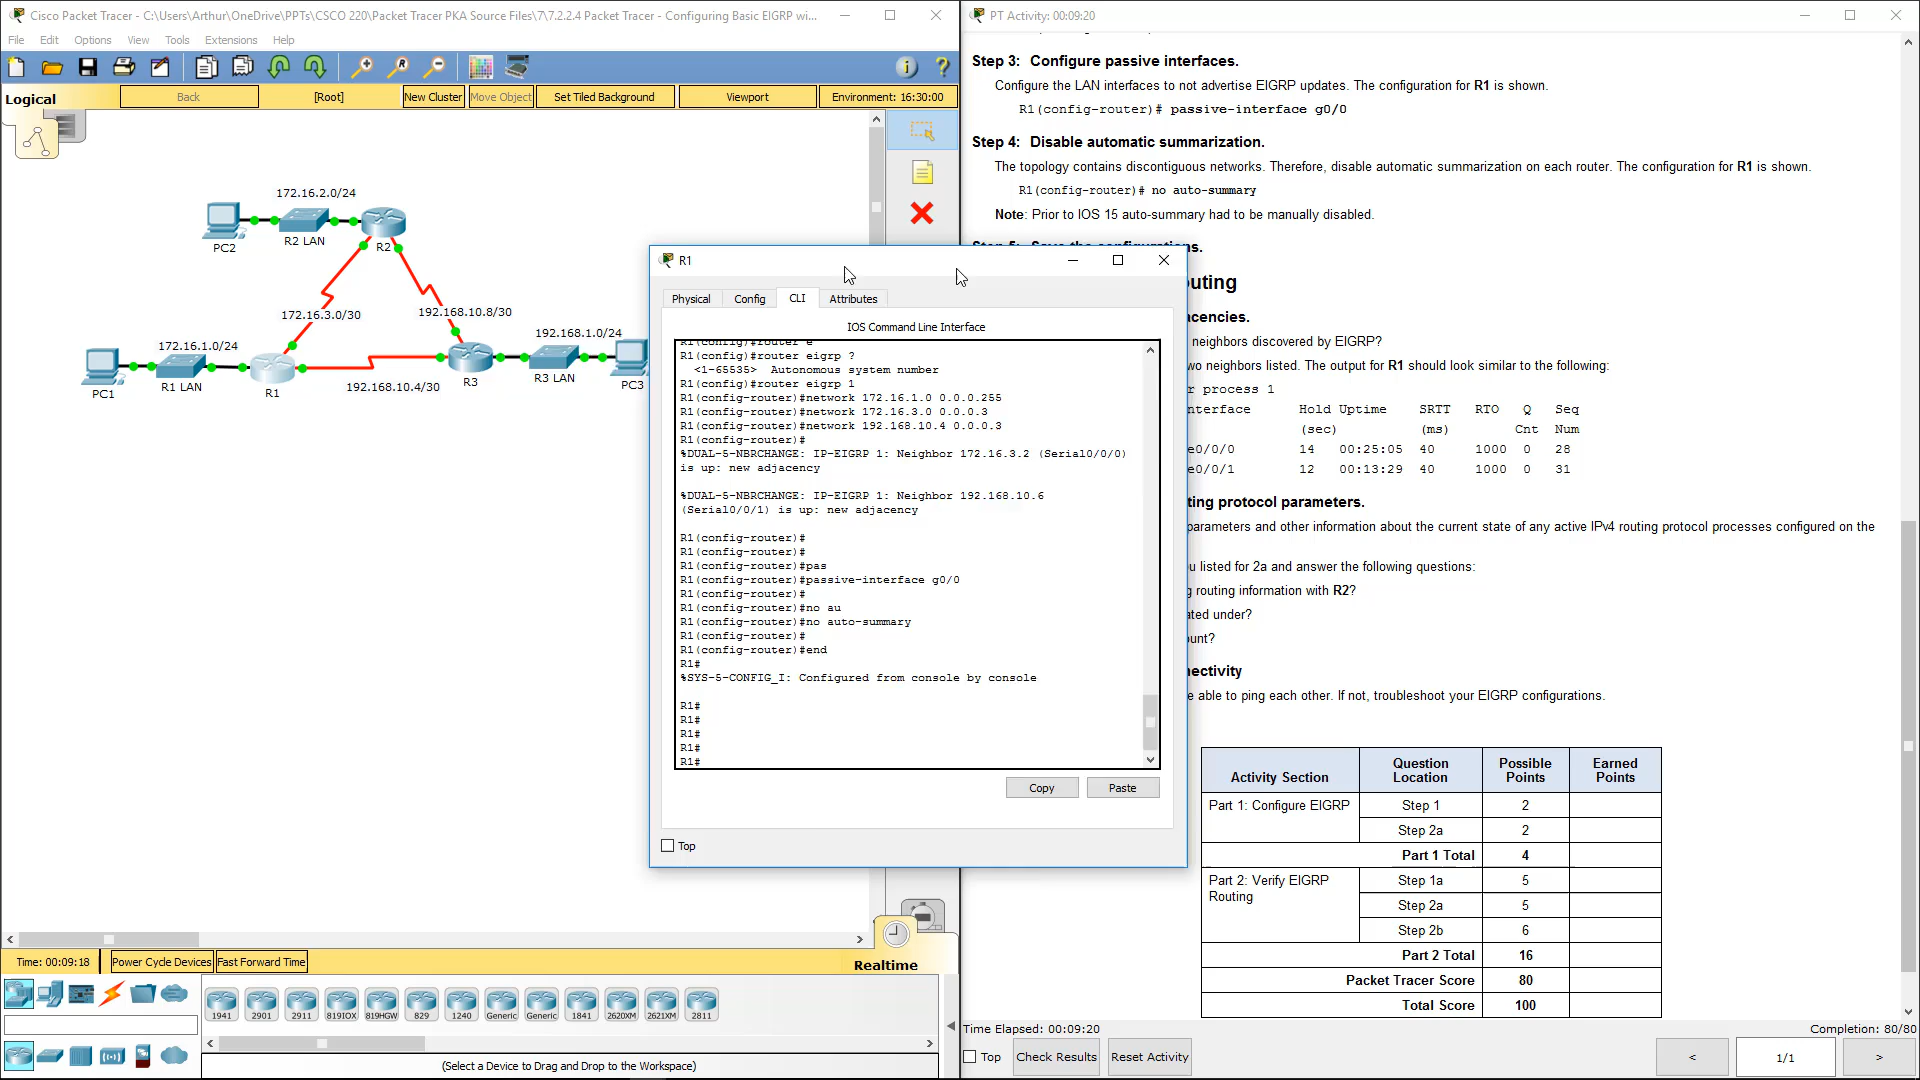 Cisco Packet Tracer - C:\Users\Arthur\OneDrive\PPTs\CSCO 220\Packet Tracer PKA Source Files\7\7.2.2.4 Packet Tracer - Configuring Basic EIGRP wi...
File Edit Options View Tools Extensions Help
Logical
Back
[Root]
New Cluster
Move Object
Set Tiled Background
Viewport
Environment: 16:30:00
172.16.2.0/24
PC2
R2 LAN
R2
172.16.3.0/30
192.168.10.8/30
172.16.1.0/24
192.168.1.0/24
PC1
R1 LAN
R1
192.168.10.4/30
R3
R3 LAN
PC3
R1
Physical
Config
CLI
Attributes
IOS Command Line Interface
R1(config)#router e
R1(config)#router eigrp ?
<1-65535> Autonomous system number
R1(config)#router eigrp 1
R1(config-router)#network 172.16.1.0 0.0.0.255
R1(config-router)#network 172.16.3.0 0.0.0.3
R1(config-router)#network 192.168.10.4 0.0.0.3
R1(config-router)#
%DUAL-5-NBRCHANGE: IP-EIGRP 1: Neighbor 172.16.3.2 (Serial0/0/0)
is up: new adjacency
%DUAL-5-NBRCHANGE: IP-EIGRP 1: Neighbor 192.168.10.6
(Serial0/0/1) is up: new adjacency
R1(config-router)#
R1(config-router)#
R1(config-router)#pas
R1(config-router)#passive-interface g0/0
R1(config-router)#
R1(config-router)#no au
R1(config-router)#no auto-summary
R1(config-router)#
R1(config-router)#end
R1#
%SYS-5-CONFIG_I: Configured from console by console
R1#
R1#
R1#
R1#
R1#
Copy
Paste
Top
Time: 00:09:18
Power Cycle Devices
Fast Forward Time
Realtime
1941
2901
2911
819IOX
819HGW
829
1240
Generic
Generic
1841
2620XM
2621XM
2811
(Select a Device to Drag and Drop to the Workspace)
PT Activity: 00:09:20
Step 3: Configure passive interfaces.
Configure the LAN interfaces to not advertise EIGRP updates. The configuration for R1 is shown.
R1(config-router)# passive-interface g0/0
Step 4: Disable automatic summarization.
The topology contains discontiguous networks. Therefore, disable automatic summarization on each router. The configuration for R1 is shown.
R1(config-router)# no auto-summary
Note: Prior to IOS 15 auto-summary had to be manually disabled.
Step 5: Save the configurations.
uting
acencies.
neighbors discovered by EIGRP?
wo neighbors listed. The output for R1 should look similar to the following:
r process 1
nterface Hold Uptime SRTT RTO Q Seq
(sec) (ms) Cnt Num
e0/0/0 14 00:25:05 40 1000 0 28
e0/0/1 12 00:13:29 40 1000 0 31
ting protocol parameters.
parameters and other information about the current state of any active IPv4 routing protocol processes configured on the
u listed for 2a and answer the following questions:
g routing information with R2?
ated under?
unt?
nectivity
e able to ping each other. If not, troubleshoot your EIGRP configurations.
Activity Section Question Location Possible Points Earned Points
Part 1: Configure EIGRP Step 1 2
Step 2a 2
Part 1 Total 4
Part 2: Verify EIGRP Routing Step 1a 5
Step 2a 5
Step 2b 6
Part 2 Total 16
Packet Tracer Score 80
Total Score 100
Time Elapsed: 00:09:20
Completion: 80/80
Top
Check Results
Reset Activity
<
1/1
>